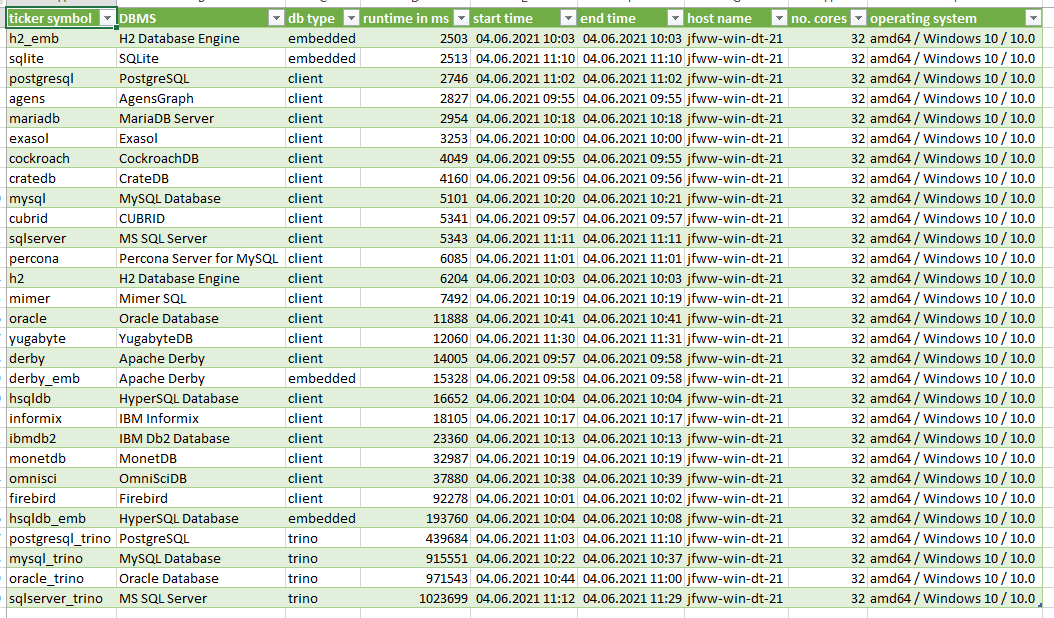 ticker symbol DBMS db type runtime in ms start time end time host name no. cores operating system
h2_emb H2 Database Engine embedded 2503 04.06.2021 10:03 04.06.2021 10:03 jfww-win-dt-21 32 amd64 / Windows 10 / 10.0
sqlite SQLite embedded 2513 04.06.2021 11:10 04.06.2021 11:10 jfww-win-dt-21 32 amd64 / Windows 10 / 10.0
postgresql PostgreSQL client 2746 04.06.2021 11:02 04.06.2021 11:02 jfww-win-dt-21 32 amd64 / Windows 10 / 10.0
agens AgensGraph client 2827 04.06.2021 09:55 04.06.2021 09:55 jfww-win-dt-21 32 amd64 / Windows 10 / 10.0
mariadb MariaDB Server client 2954 04.06.2021 10:18 04.06.2021 10:18 jfww-win-dt-21 32 amd64 / Windows 10 / 10.0
exasol Exasol client 3253 04.06.2021 10:00 04.06.2021 10:00 jfww-win-dt-21 32 amd64 / Windows 10 / 10.0
cockroach CockroachDB client 4049 04.06.2021 09:55 04.06.2021 09:55 jfww-win-dt-21 32 amd64 / Windows 10 / 10.0
cratedb CrateDB client 4160 04.06.2021 09:56 04.06.2021 09:56 jfww-win-dt-21 32 amd64 / Windows 10 / 10.0
mysql MySQL Database client 5101 04.06.2021 10:20 04.06.2021 10:21 jfww-win-dt-21 32 amd64 / Windows 10 / 10.0
cubrid CUBRID client 5341 04.06.2021 09:57 04.06.2021 09:57 jfww-win-dt-21 32 amd64 / Windows 10 / 10.0
sqlserver MS SQL Server client 5343 04.06.2021 11:11 04.06.2021 11:11 jfww-win-dt-21 32 amd64 / Windows 10 / 10.0
percona Percona Server for MySQL client 6085 04.06.2021 11:01 04.06.2021 11:01 jfww-win-dt-21 32 amd64 / Windows 10 / 10.0
h2 H2 Database Engine client 6204 04.06.2021 10:03 04.06.2021 10:03 jfww-win-dt-21 32 amd64 / Windows 10 / 10.0
mimer Mimer SQL client 7492 04.06.2021 10:19 04.06.2021 10:19 jfww-win-dt-21 32 amd64 / Windows 10 / 10.0
oracle Oracle Database client 11888 04.06.2021 10:41 04.06.2021 10:41 jfww-win-dt-21 32 amd64 / Windows 10 / 10.0
yugabyte YugabyteDB client 12060 04.06.2021 11:30 04.06.2021 11:31 jfww-win-dt-21 32 amd64 / Windows 10 / 10.0
derby Apache Derby client 14005 04.06.2021 09:57 04.06.2021 09:58 jfww-win-dt-21 32 amd64 / Windows 10 / 10.0
derby_emb Apache Derby embedded 15328 04.06.2021 09:58 04.06.2021 09:58 jfww-win-dt-21 32 amd64 / Windows 10 / 10.0
hsqldb HyperSQL Database client 16652 04.06.2021 10:04 04.06.2021 10:04 jfww-win-dt-21 32 amd64 / Windows 10 / 10.0
informix IBM Informix client 18105 04.06.2021 10:17 04.06.2021 10:17 jfww-win-dt-21 32 amd64 / Windows 10 / 10.0
ibmdb2 IBM Db2 Database client 23360 04.06.2021 10:13 04.06.2021 10:13 jfww-win-dt-21 32 amd64 / Windows 10 / 10.0
monetdb MonetDB client 32987 04.06.2021 10:19 04.06.2021 10:19 jfww-win-dt-21 32 amd64 / Windows 10 / 10.0
omnisci OmniSciDB client 37880 04.06.2021 10:38 04.06.2021 10:39 jfww-win-dt-21 32 amd64 / Windows 10 / 10.0
firebird Firebird client 92278 04.06.2021 10:01 04.06.2021 10:02 jfww-win-dt-21 32 amd64 / Windows 10 / 10.0
hsqldb_emb HyperSQL Database embedded 193760 04.06.2021 10:04 04.06.2021 10:08 jfww-win-dt-21 32 amd64 / Windows 10 / 10.0
postgresql_trino PostgreSQL trino 439684 04.06.2021 11:03 04.06.2021 11:10 jfww-win-dt-21 32 amd64 / Windows 10 / 10.0
mysql_trino MySQL Database trino 915551 04.06.2021 10:22 04.06.2021 10:37 jfww-win-dt-21 32 amd64 / Windows 10 / 10.0
oracle_trino Oracle Database trino 971543 04.06.2021 10:44 04.06.2021 11:00 jfww-win-dt-21 32 amd64 / Windows 10 / 10.0
sqlserver_trino MS SQL Server trino 1023699 04.06.2021 11:12 04.06.2021 11:29 jfww-win-dt-21 32 amd64 / Windows 10 / 10.0